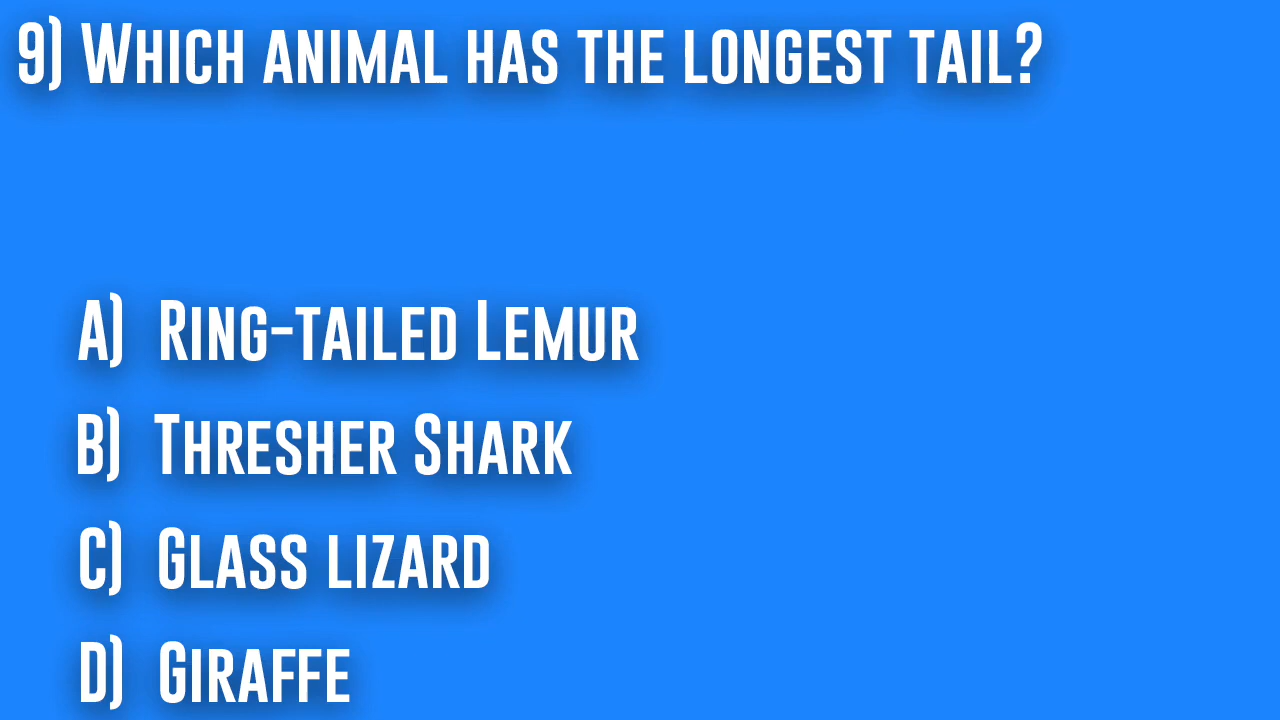 9) Which animal has the longest tail?
A) Ring-tailed Lemur
B) Thresher Shark
C) Glass lizard
D) Giraffe